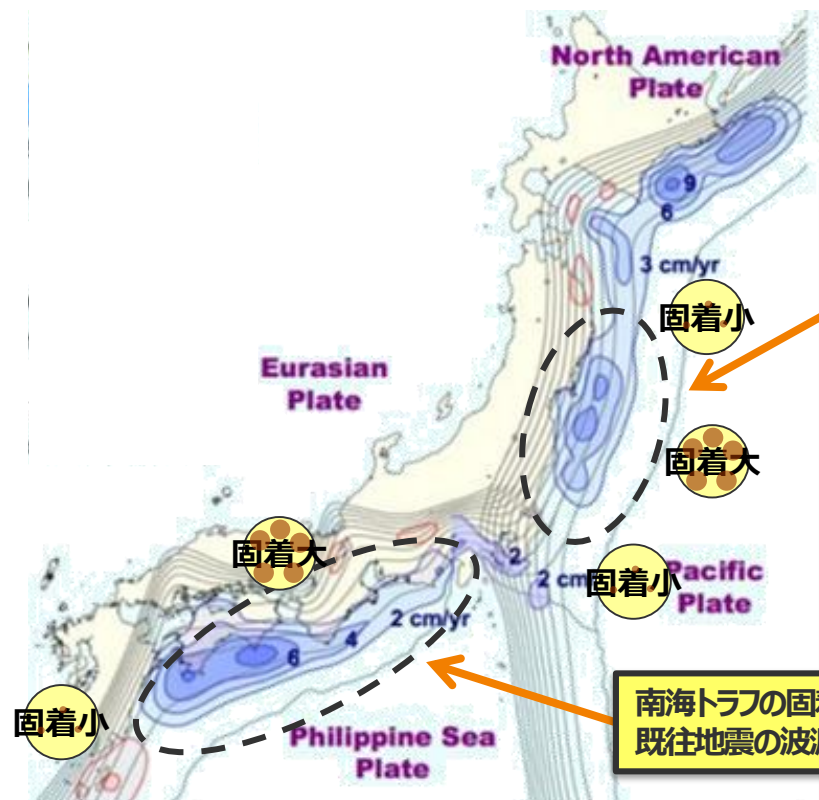 North American
Plate
9
6
3 cm/yr
固着小
Eurasian
Plate
固着大
固着大
2
2 cm
固着小
Pacific
Plate
2 cm/yr
4
6
固着小
Philippine Sea
Plate
南海トラフの固
既往地震の波